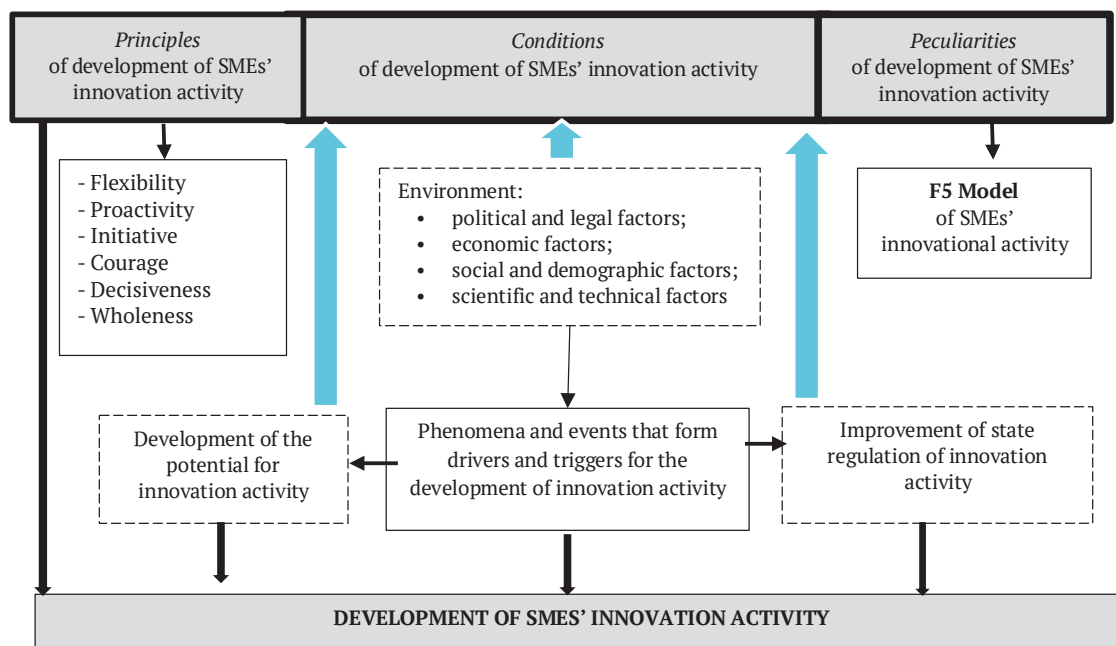 Principles
of development of SMEs’
innovation activity
Conditions
of development of SMEs’ innovation activity
Peculiarities
of development of SMEs’
innovation activity
- Flexibility
- Proactivity
- Initiative
- Courage
- Decisiveness
- Wholeness
Environment:
• political and legal factors;
• economic factors;
• social and demographic factors;
• scientific and technical factors
F5 Model
of SMEs’
innovational activity
Development of the
potential for
innovation activity
Phenomena and events that form
drivers and triggers for the
development of innovation activity
Improvement of state
regulation of innovation
activity
DEVELOPMENT OF SMES’ INNOVATION ACTIVITY